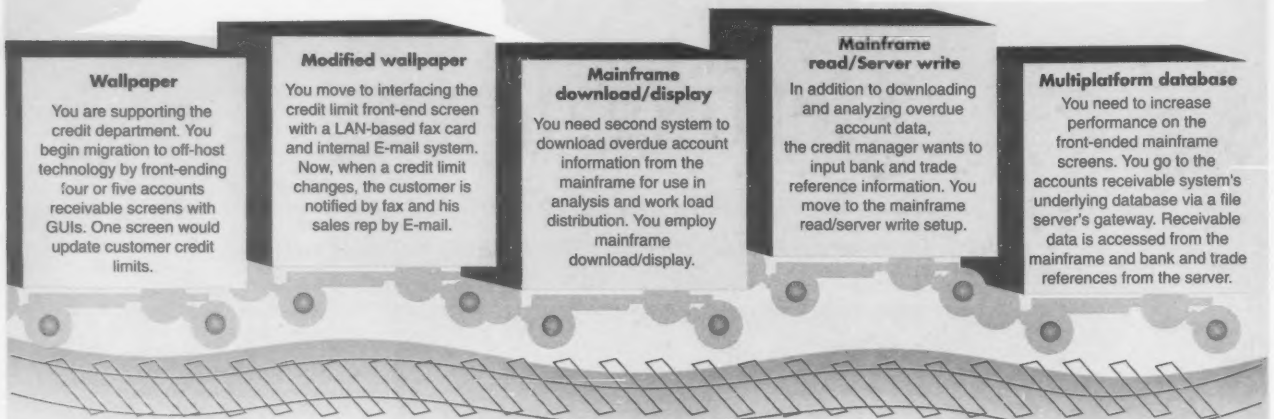 Wallpaper
You are supporting the
credit department. You
begin migration to off-host
technology by front-ending
four or five accounts
receivable screens with
GUIs. One screen would
update customer credit
limits.
Modified wallpaper
You move to interfacing the
credit limit front-end screen
with a LAN-based fax card
and internal E-mail system.
Now, when a credit limit
changes, the customer is
notified by fax and his
sales rep by E-mail.
Mainframe
download/display
You need second system to
download overdue account
information from the
mainframe for use in
analysis and work load
distribution. You employ
mainframe
download/display.
Mainframe
read/Server write
In addition to downloading
and analyzing overdue
account data,
the credit manager wants to
input bank and trade
reference information. You
move to the mainframe
read/server write setup.
Multiplatform database
You need to increase
performance on the
front-ended mainframe
screens. You go to the
accounts receivable system's
underlying database via a file
server's gateway. Receivable
data is accessed from the
mainframe and bank and trade
references from the server.